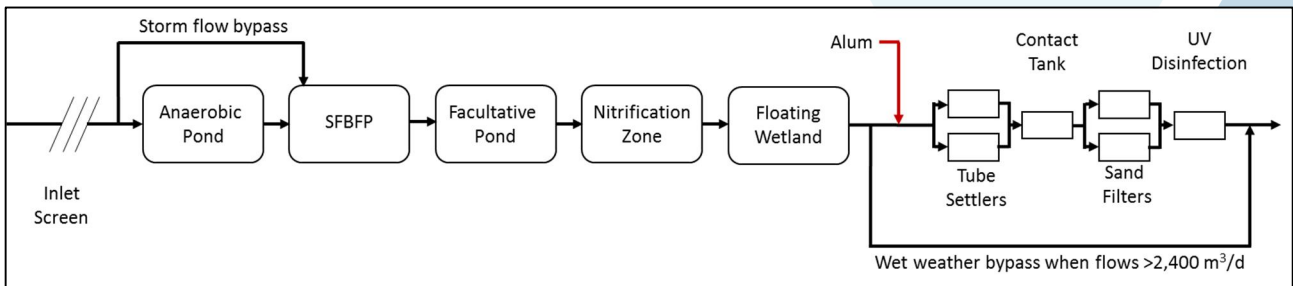 Storm flow bypass
Alum
Contact
Tank
UV
Disinfection
Anaerobic
Pond
SFBFP
Facultative
Pond
Nitrification
Zone
Floating
Wetland
Inlet
Screen
Tube
Settlers
Sand
Filters
Wet weather bypass when flows >2,400 m³/d